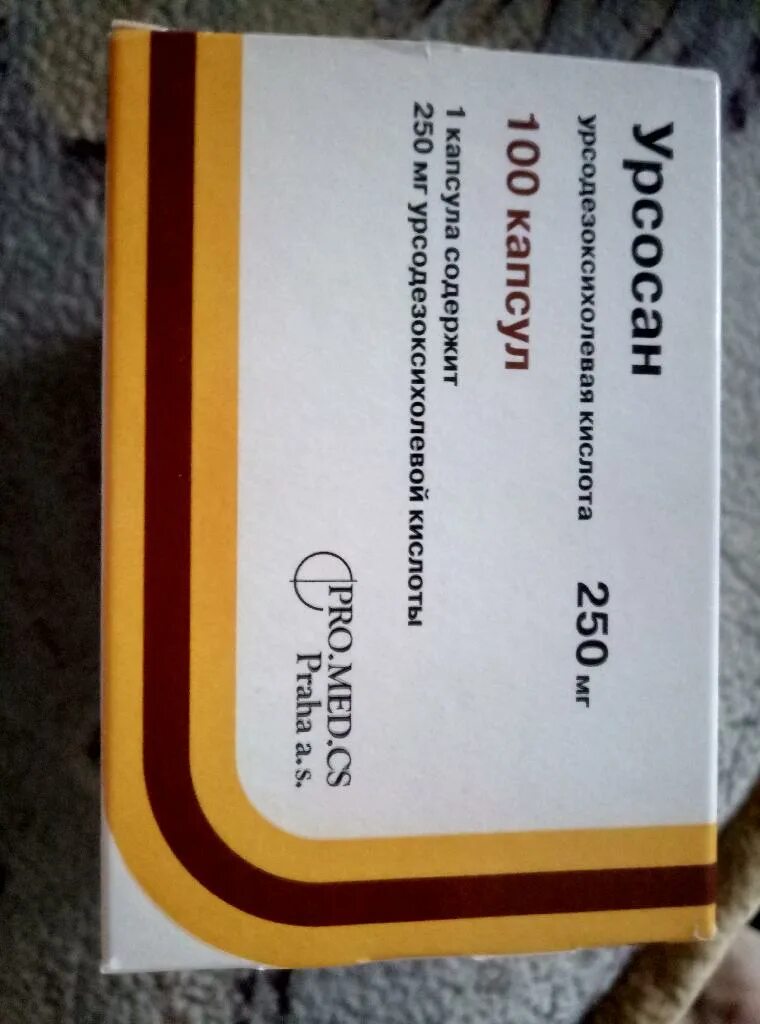 Урсосан
урсодезоксихолевая кислота 250 мг
100 капсул
1 капсула содержит
250 мг урсодезоксихолевой кислоты
PRO.MED.CS
Praha a.s.